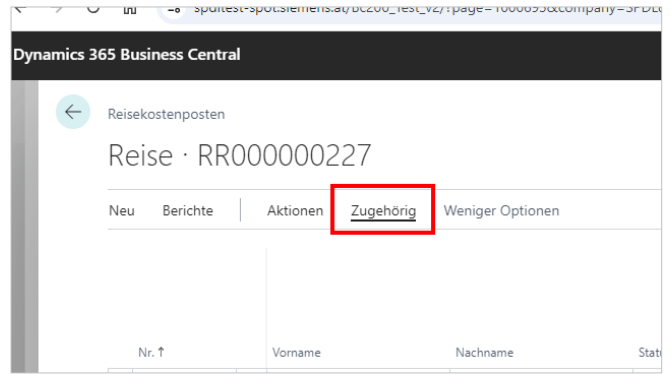 Dynamics 365 Business Central
Reisekostenposten
Reise · RR000000227
Neu Berichte Aktionen Zugehörig Weniger Optionen
Nr. ↑ Vorname Nachname